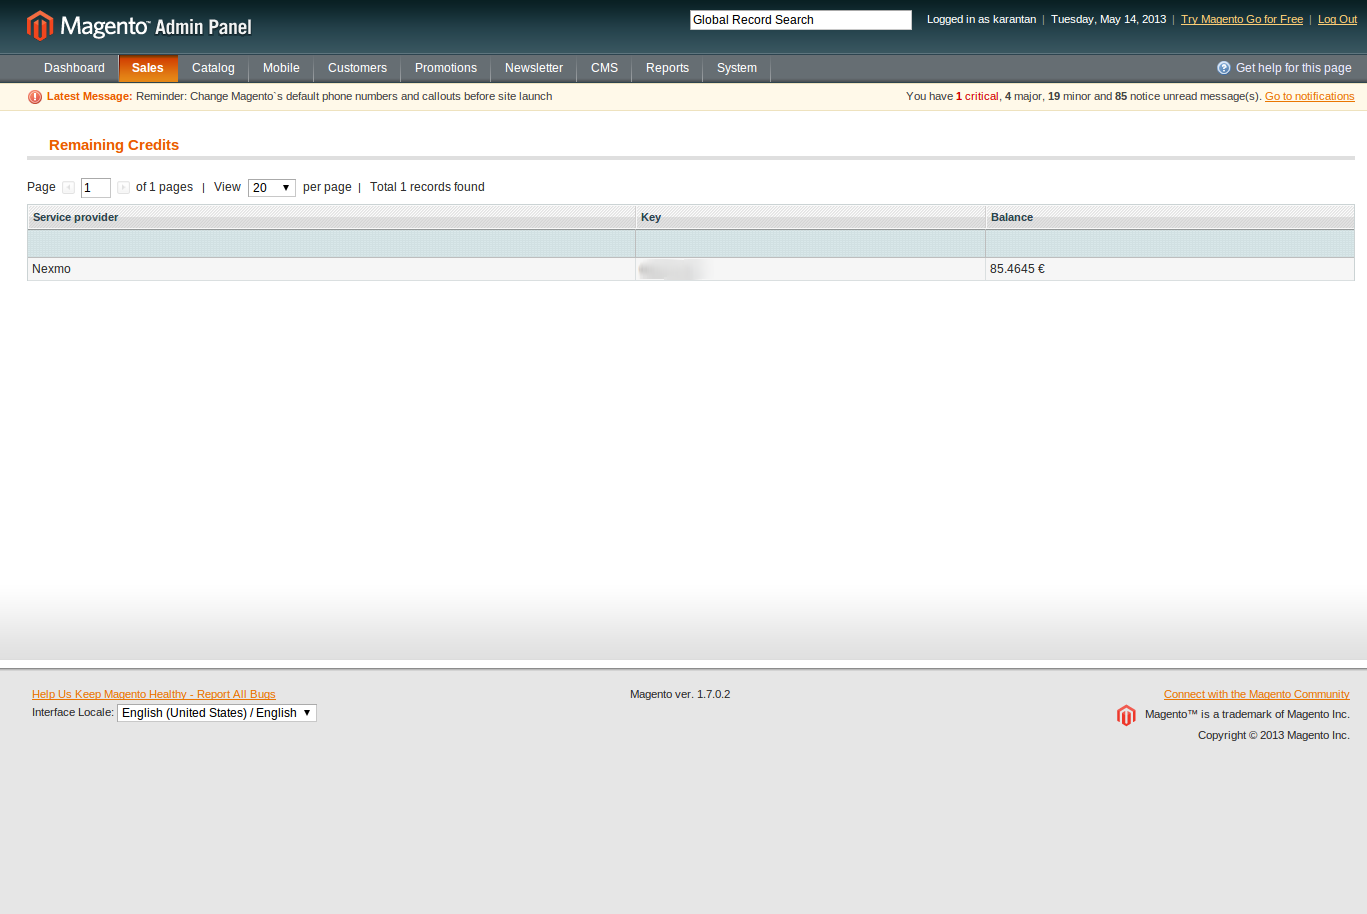 Magento™ Admin Panel
Global Record Search
Logged in as karantan | Tuesday, May 14, 2013 | Try Magento Go for Free | Log Out
Dashboard Sales Catalog Mobile Customers Promotions Newsletter CMS Reports System
Get help for this page
Latest Message: Reminder: Change Magento`s default phone numbers and callouts before site launch
You have 1 critical, 4 major, 19 minor and 85 notice unread message(s). Go to notifications
Remaining Credits
Page 1 of 1 pages | View 20 per page | Total 1 records found
Service provider Key Balance
Nexmo 85.4645 €
Help Us Keep Magento Healthy - Report All Bugs
Interface Locale: English (United States) / English
Magento ver. 1.7.0.2
Connect with the Magento Community
Magento™ is a trademark of Magento Inc.
Copyright © 2013 Magento Inc.